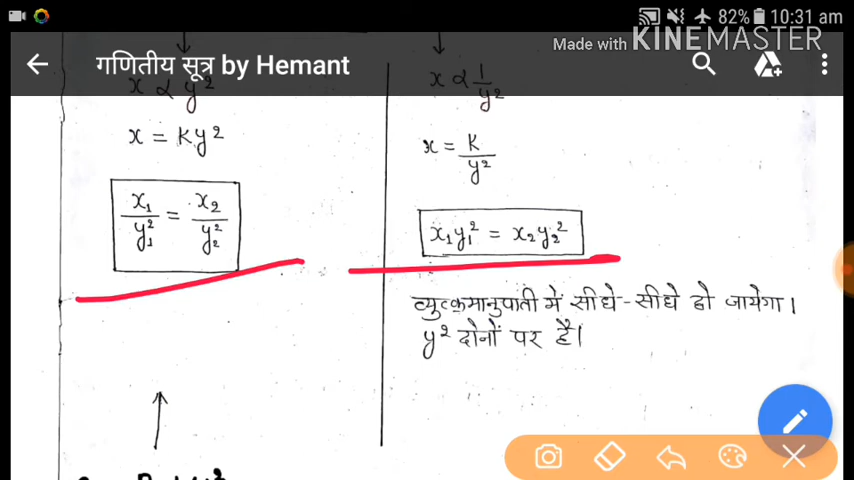 82% 10:31 am
Made with KINEMASTER
गणितीय सूत्र by Hemant
x ∝ y²
x = Ky²
x₁/y₁² = x₂/y₂²
x ∝ 1/y²
x = K/y²
x₁y₁² = x₂y₂²
व्युत्क्रमानुपाती में सीधे-सीधे हो जायेगा।
y² दोनों पर है।